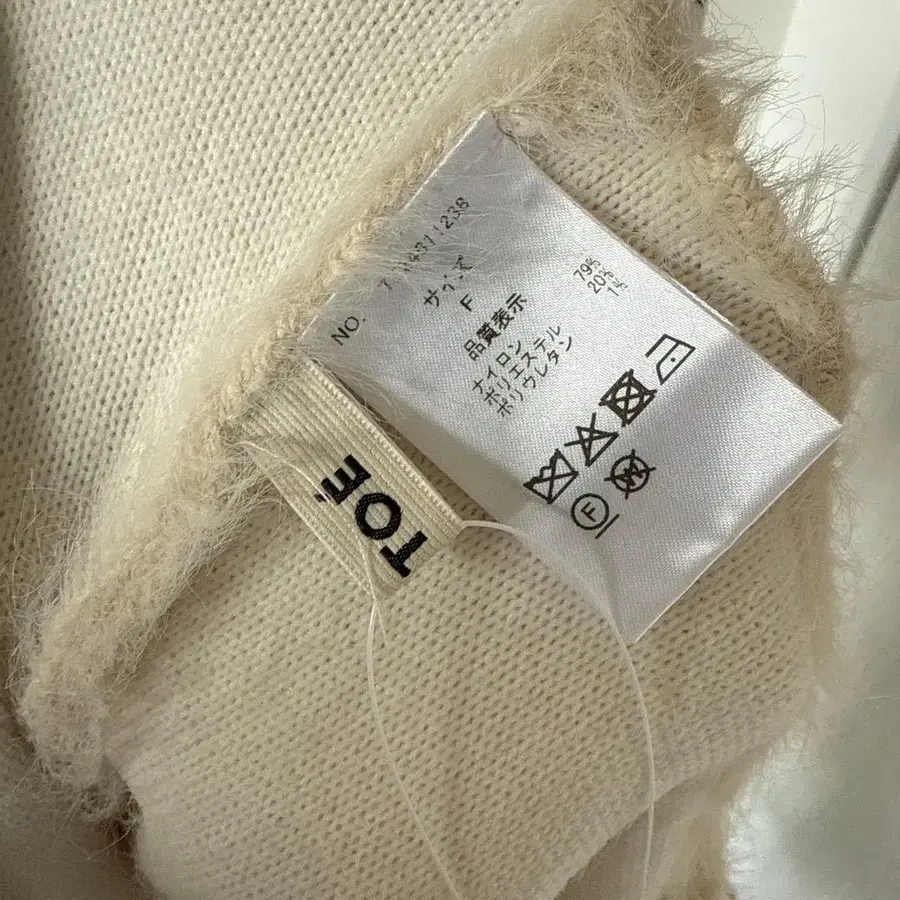 NO.
サイズ
F
品質表示
ナイロン 79%
ポリエステル 20%
ポリウレタン 1%
W
F
TOÉ